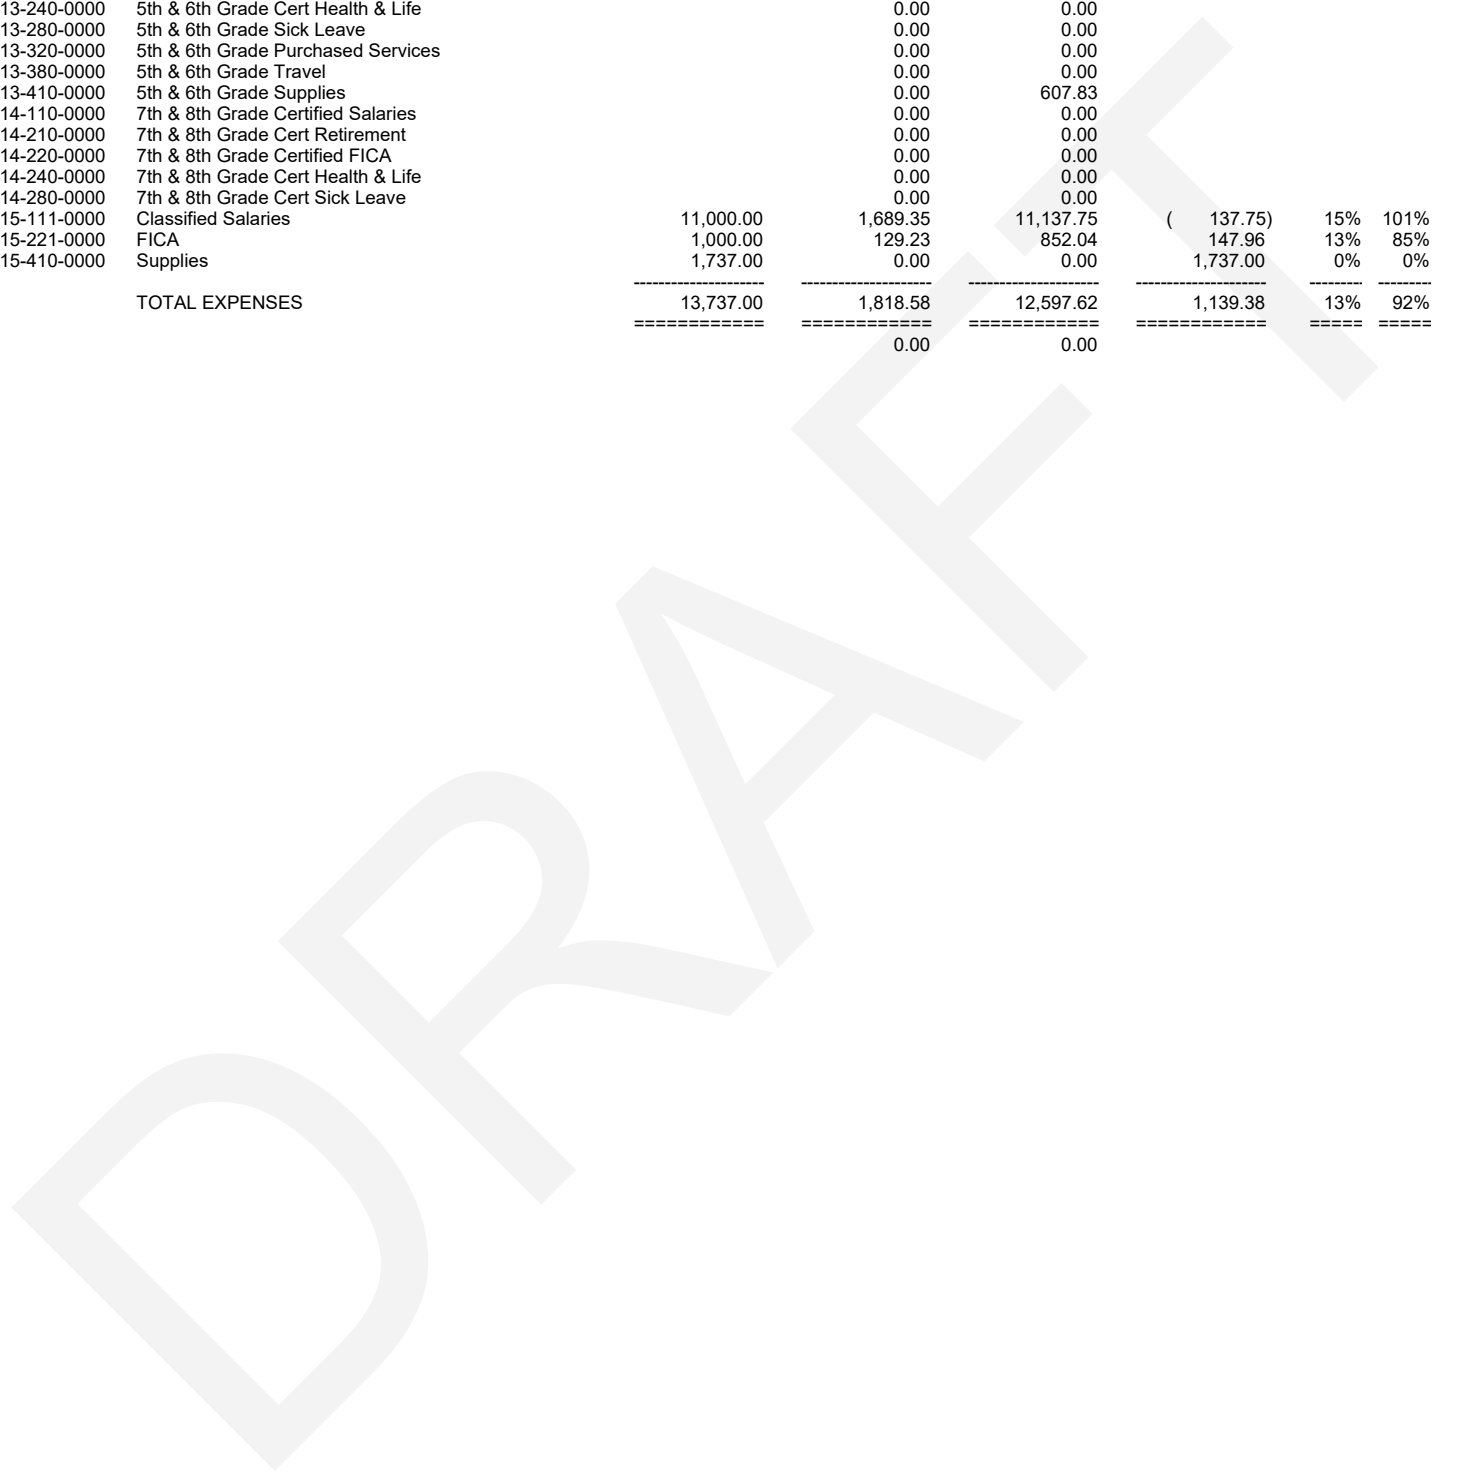 13-240-0000 5th & 6th Grade Cert Health & Life 0.00 0.00
13-280-0000 5th & 6th Grade Sick Leave 0.00 0.00
13-320-0000 5th & 6th Grade Purchased Services 0.00 0.00
13-380-0000 5th & 6th Grade Travel 0.00 0.00
13-410-0000 5th & 6th Grade Supplies 0.00 607.83
14-110-0000 7th & 8th Grade Certified Salaries 0.00 0.00
14-210-0000 7th & 8th Grade Cert Retirement 0.00 0.00
14-220-0000 7th & 8th Grade Certified FICA 0.00 0.00
14-240-0000 7th & 8th Grade Cert Health & Life 0.00 0.00
14-280-0000 7th & 8th Grade Cert Sick Leave 0.00 0.00
15-111-0000 Classified Salaries 11,000.00 1,689.35 11,137.75 ( 137.75) 15% 101%
15-221-0000 FICA 1,000.00 129.23 852.04 147.96 13% 85%
15-410-0000 Supplies 1,737.00 0.00 0.00 1,737.00 0% 0%
--------------------- --------------------- --------------------- --------------------- -------- ---------
TOTAL EXPENSES 13,737.00 1,818.58 12,597.62 1,139.38 13% 92%
============ ============ ============ ============ ===== =====
0.00 0.00
DRAFT